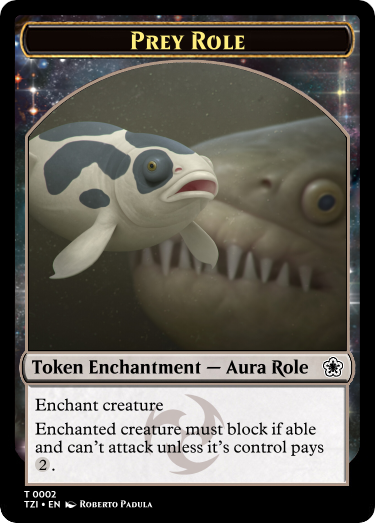 Prey Role
Token Enchantment — Aura Role
Enchant creature
Enchanted creature must block if able
and can't attack unless it's control pays
2.
T 0002
TZI • EN Roberto Padula